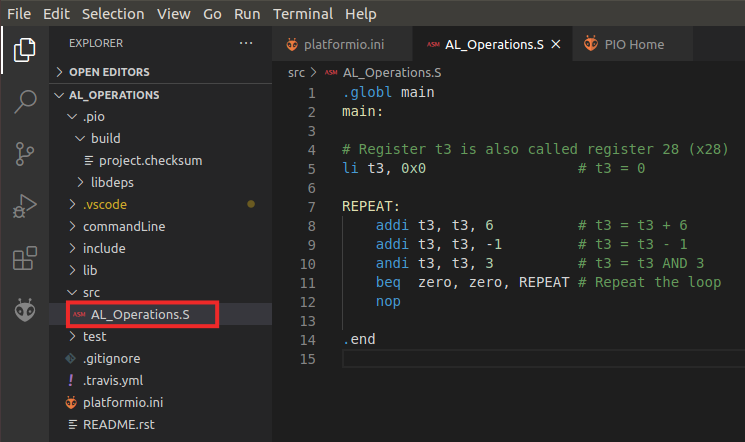 File Edit Selection View Go Run Terminal Help
EXPLORER ···
OPEN EDITORS
AL_OPERATIONS
.pio
build
project.checksum
libdeps
.vscode
commandLine
include
lib
src
ASM AL_Operations.S
test
.gitignore
! .travis.yml
platformio.ini
README.rst
platformio.ini ASM AL_Operations.S × PIO Home
src > ASM AL_Operations.S
1 .globl main
2 main:
3
4 # Register t3 is also called register 28 (x28)
5 li t3, 0x0 # t3 = 0
6
7 REPEAT:
8 addi t3, t3, 6 # t3 = t3 + 6
9 addi t3, t3, -1 # t3 = t3 - 1
10 andi t3, t3, 3 # t3 = t3 AND 3
11 beq zero, zero, REPEAT # Repeat the loop
12 nop
13
14 .end
15